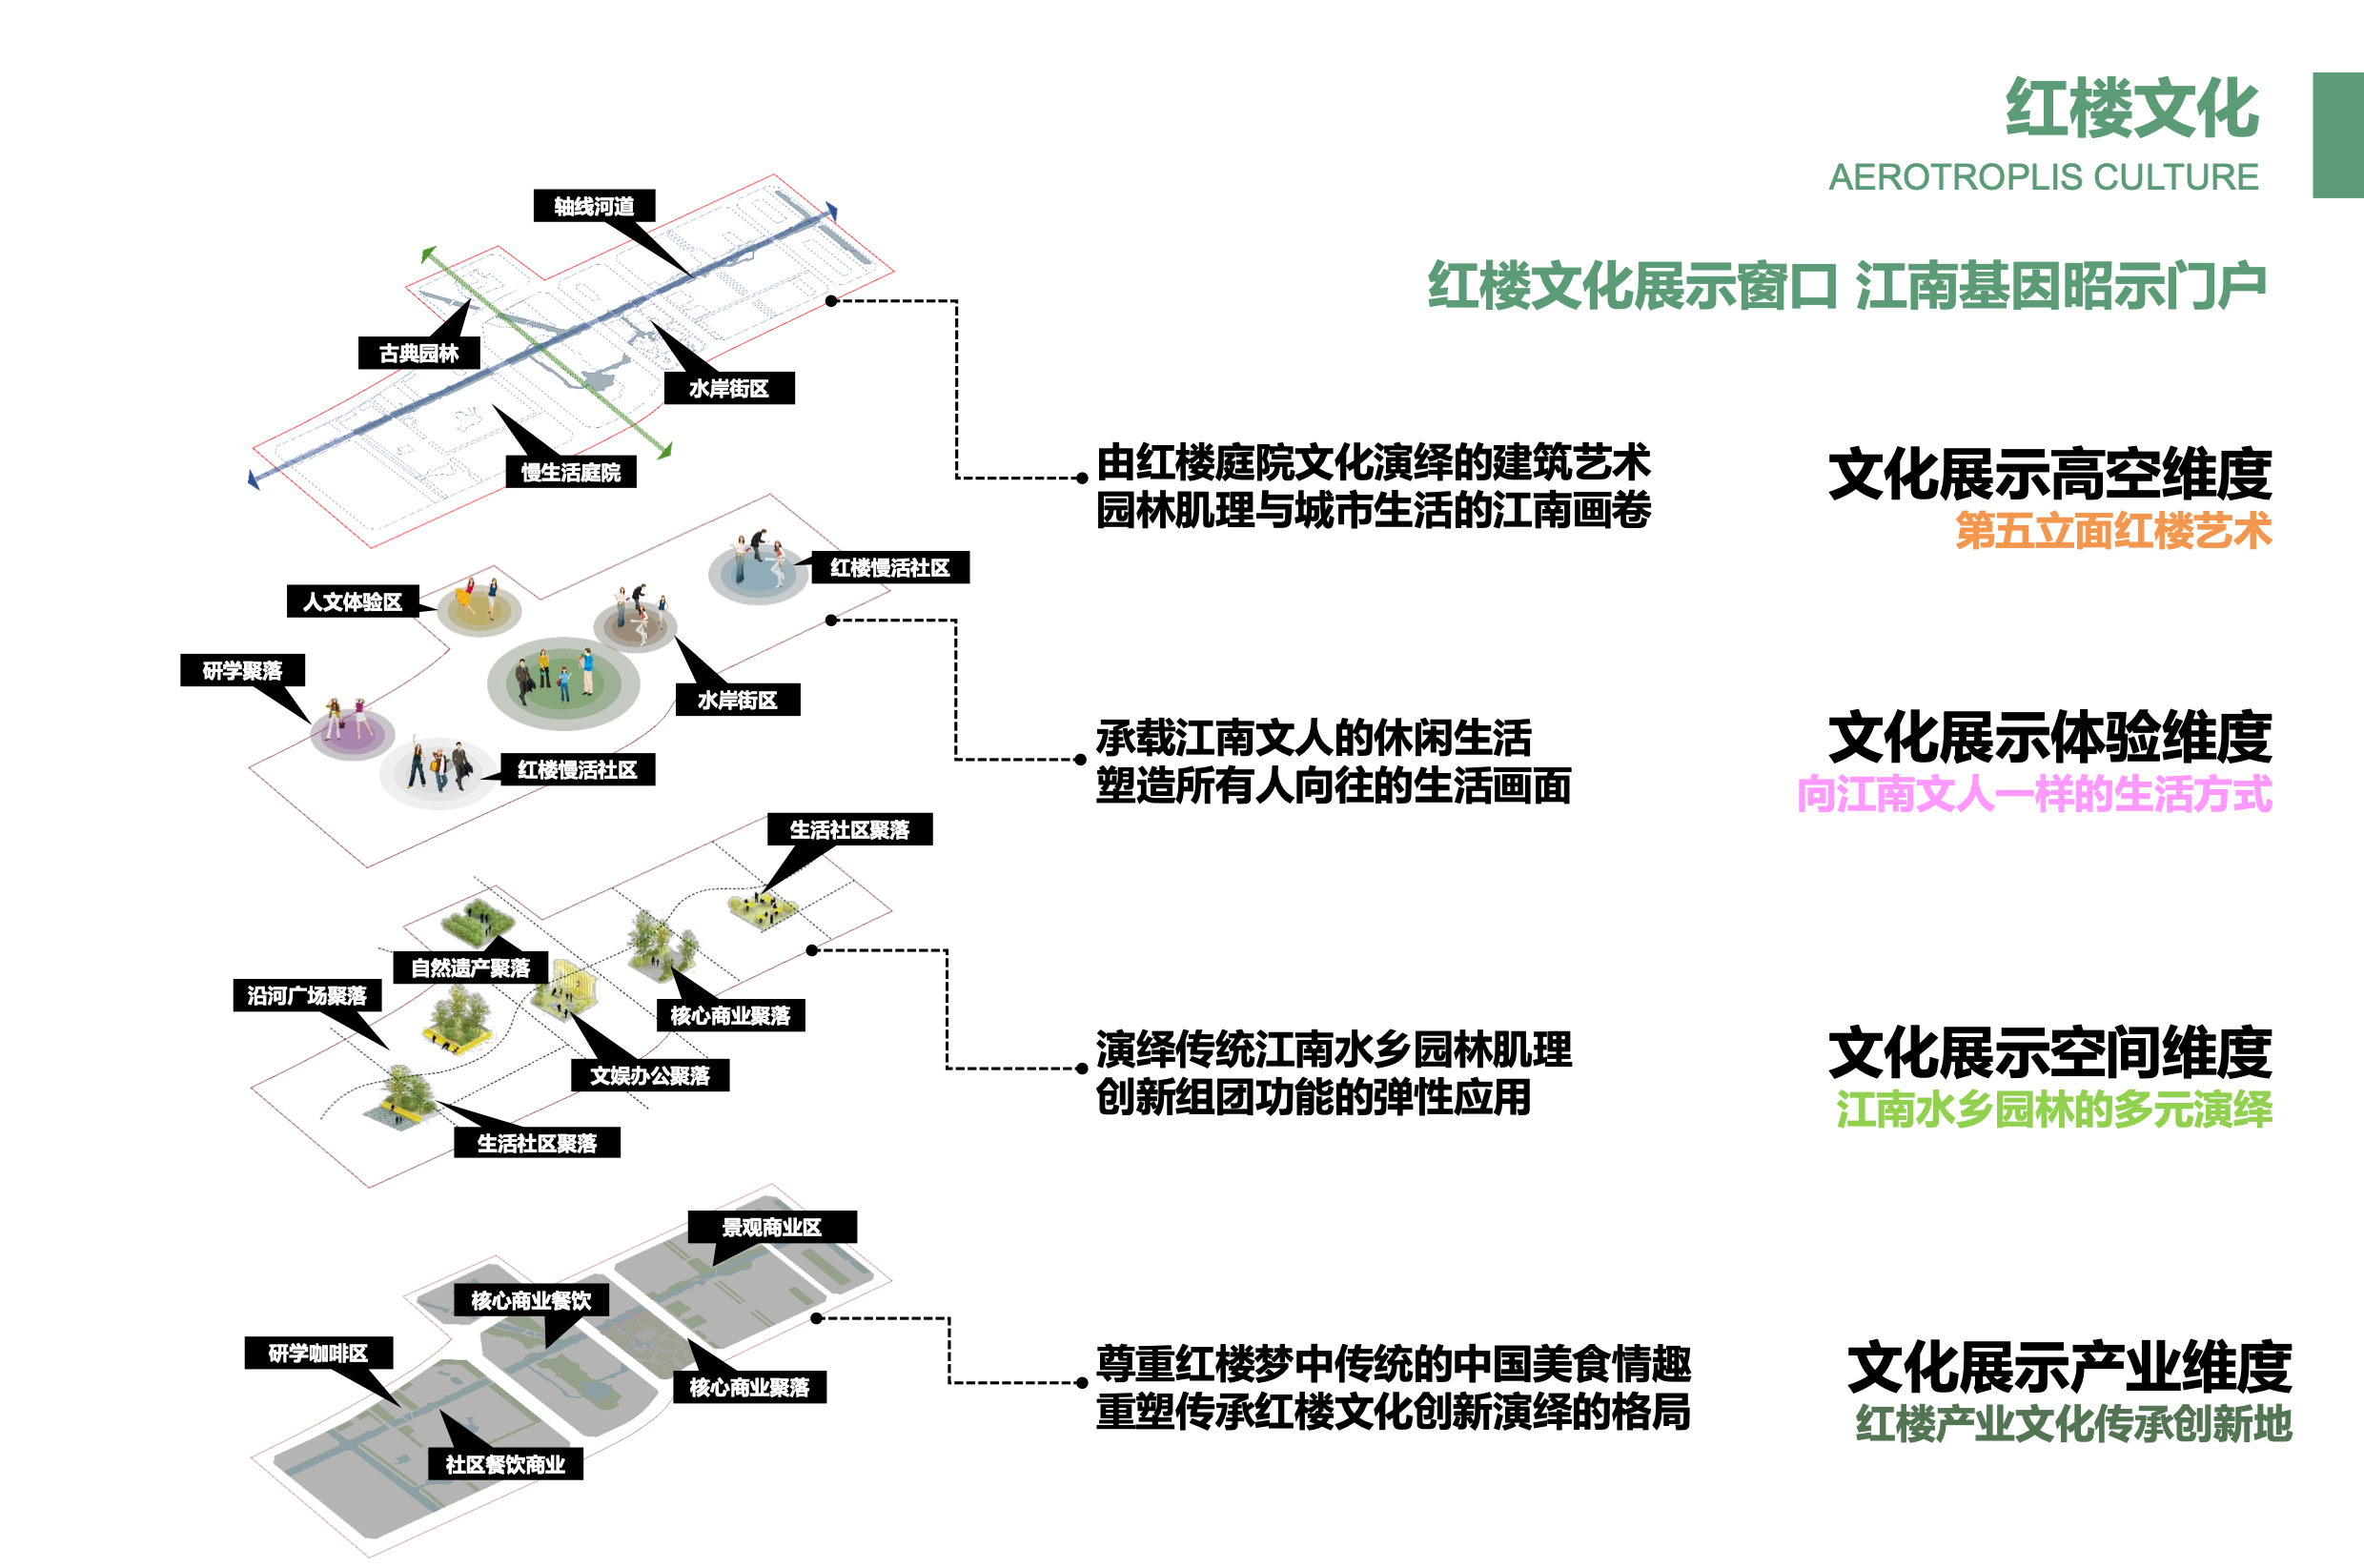 红楼文化
AEROTROPLIS CULTURE
红楼文化展示窗口 江南基因昭示门户
轴线河道
古典园林
水岸街区
慢生活庭院
由红楼庭院文化演绎的建筑艺术
园林肌理与城市生活的江南画卷
文化展示高空维度
第五立面红楼艺术
红楼慢活社区
人文体验区
研学聚落
水岸街区
红楼慢活社区
承载江南文人的休闲生活
塑造所有人向往的生活画面
文化展示体验维度
向江南文人一样的生活方式
生活社区聚落
自然遗产聚落
沿河广场聚落
核心商业聚落
文娱办公聚落
生活社区聚落
演绎传统江南水乡园林肌理
创新组团功能的弹性应用
文化展示空间维度
江南水乡园林的多元演绎
景观商业区
核心商业餐饮
研学咖啡区
核心商业聚落
社区餐饮商业
尊重红楼梦中传统的中国美食情趣
重塑传承红楼文化创新演绎的格局
文化展示产业维度
红楼产业文化传承创新地